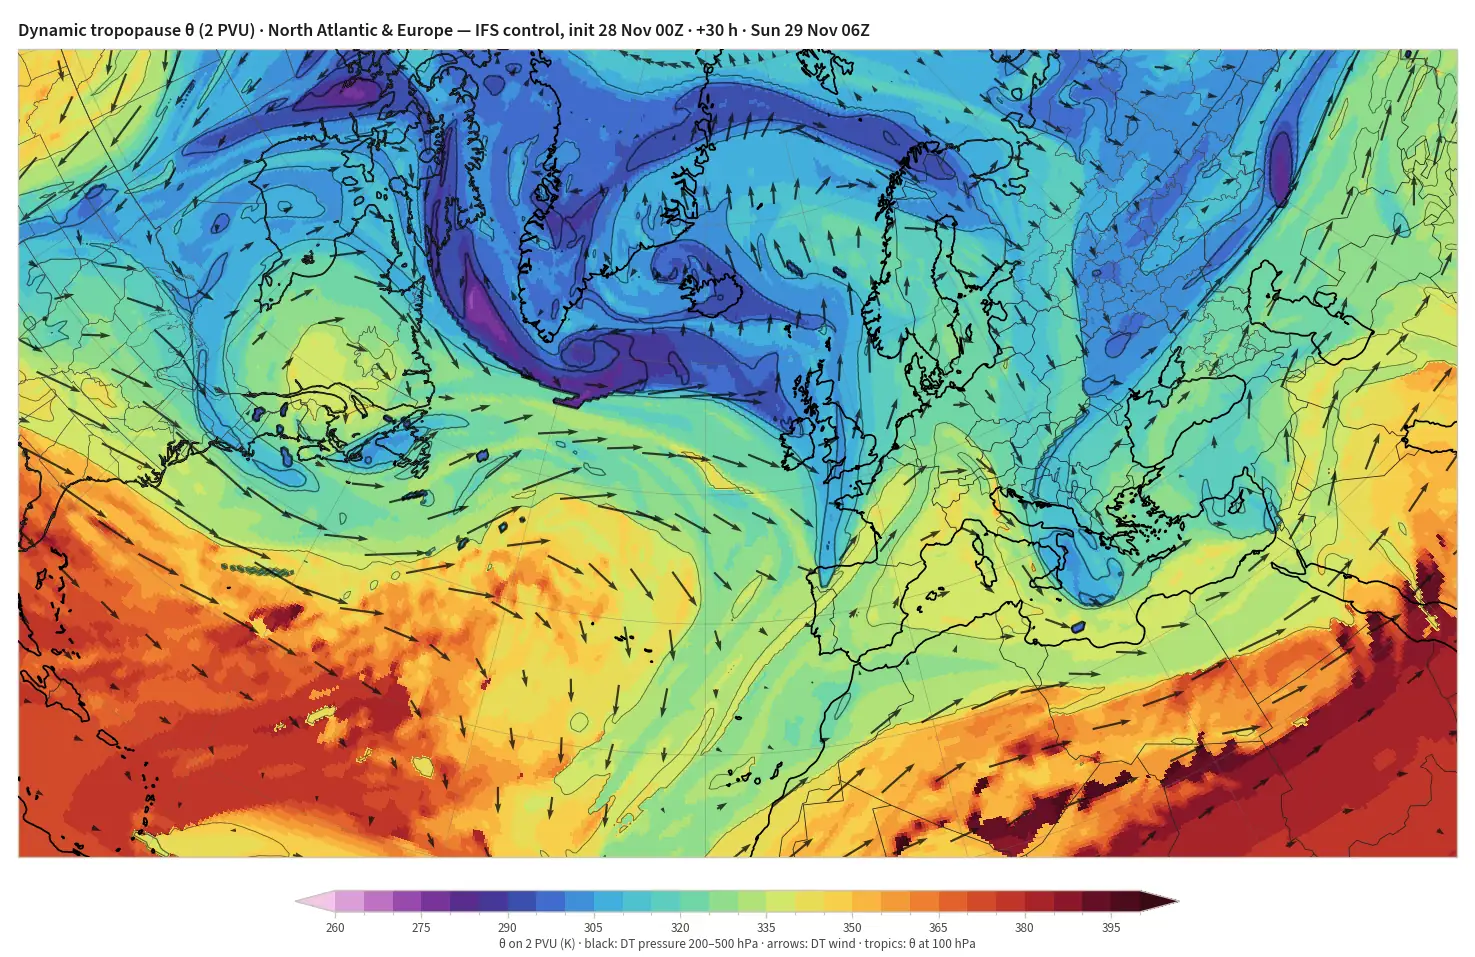 Dynamic tropopause θ (2 PVU) · North Atlantic & Europe — IFS control, init 28 Nov 00Z · +30 h · Sun 29 Nov 06Z
260 275 290 305 320 335 350 365 380 395
θ on 2 PVU (K) · black: DT pressure 200–500 hPa · arrows: DT wind · tropics: θ at 100 hPa